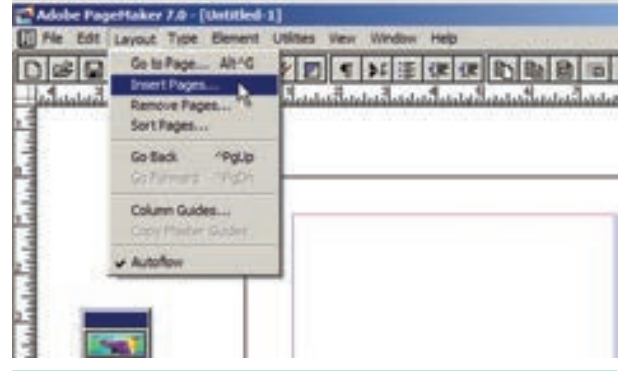 Adobe PageMaker 7.0 - [Untitled-1]
File Edit Layout Type Element Utilities View Window Help
Go to Page... Alt^G
Insert Pages...
Remove Pages...
Sort Pages...
Go Back ^PgUp
Go Forward ^PgDn
Column Guides...
Copy Master Guides
Autoflow